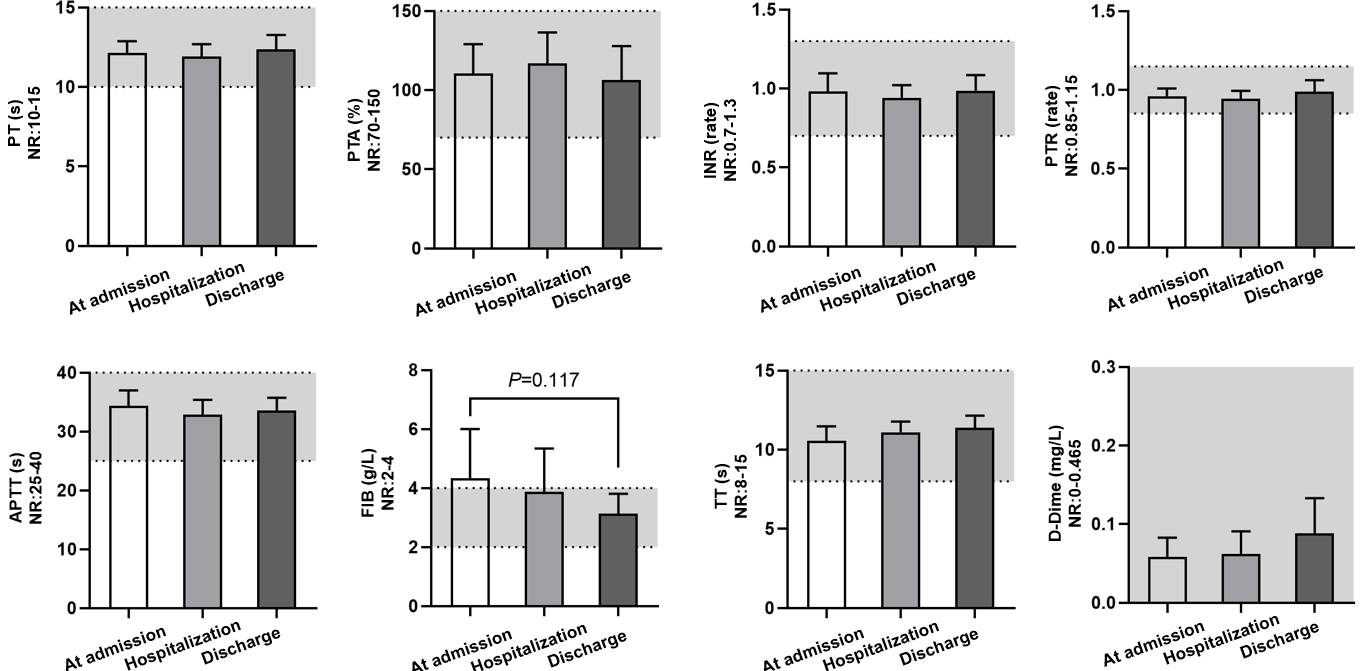 15
10
5
0
PT (s)
NR:10-15
At admission
Hospitalization
Discharge
150
100
50
0
PTA (%)
NR:70-150
At admission
Hospitalization
Discharge
1.5
1.0
0.5
0.0
INR (rate)
NR:0.7-1.3
At admission
Hospitalization
Discharge
1.5
1.0
0.5
0.0
PTR (rate)
NR:0.85-1.15
At admission
Hospitalization
Discharge
40
30
20
10
0
APTT (s)
NR:25-40
At admission
Hospitalization
Discharge
8
6
4
2
0
FIB (g/L)
NR:2-4
P=0.117
At admission
Hospitalization
Discharge
15
10
5
0
TT (s)
NR:8-15
At admission
Hospitalization
Discharge
0.3
0.2
0.1
0.0
D-Dime (mg/L)
NR:0-0.465
At admission
Hospitalization
Discharge